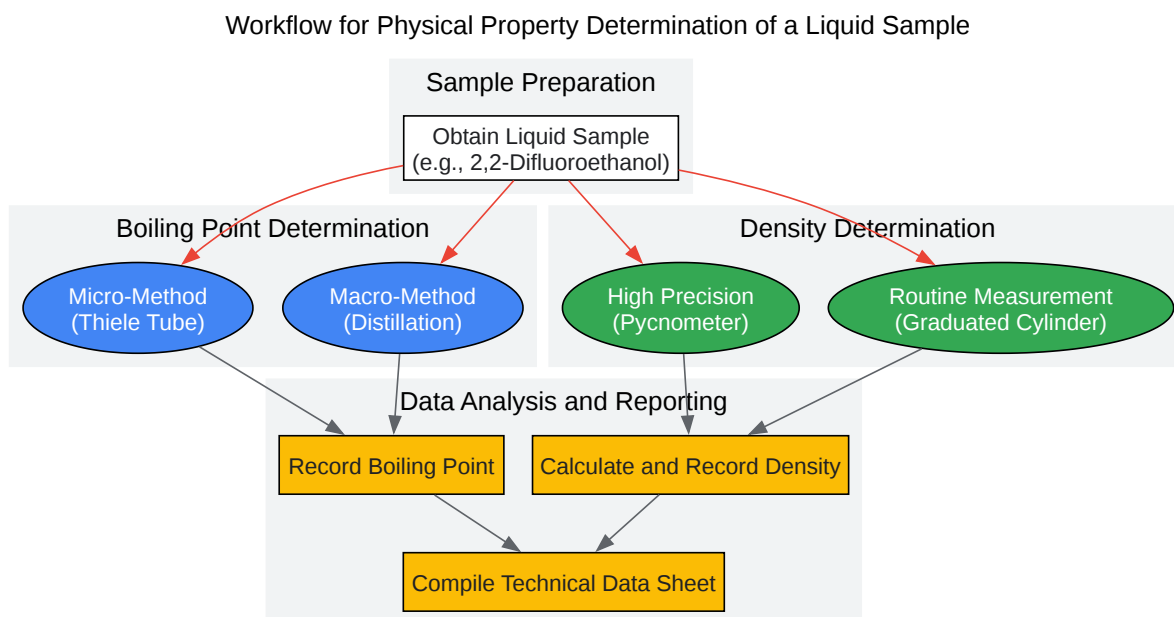 Workflow for Physical Property Determination of a Liquid Sample
Sample Preparation
Obtain Liquid Sample
(e.g., 2,2-Difluoroethanol)
Boiling Point Determination
Density Determination
Micro-Method
(Thiele Tube)
Macro-Method
(Distillation)
High Precision
(Pycnometer)
Routine Measurement
(Graduated Cylinder)
Data Analysis and Reporting
Record Boiling Point
Calculate and Record Density
Compile Technical Data Sheet